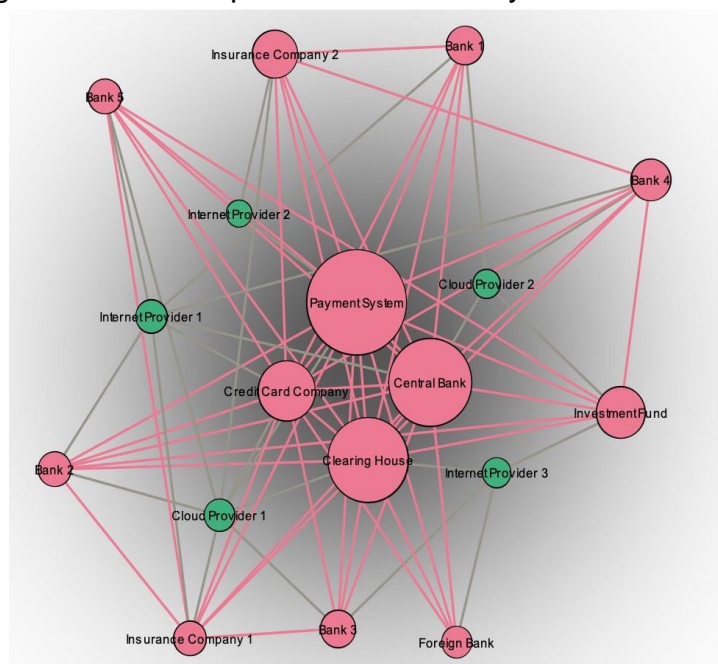 Insurance Company 2
Bank 1
Bank 5
Bank 4
Internet Provider 2
Cloud Provider 2
Payment System
Internet Provider 1
Central Bank
Credit Card Company
Investment Fund
Clearing House
Bank 2
Internet Provider 3
Cloud Provider 1
Bank 3
Insurance Company 1
Foreign Bank